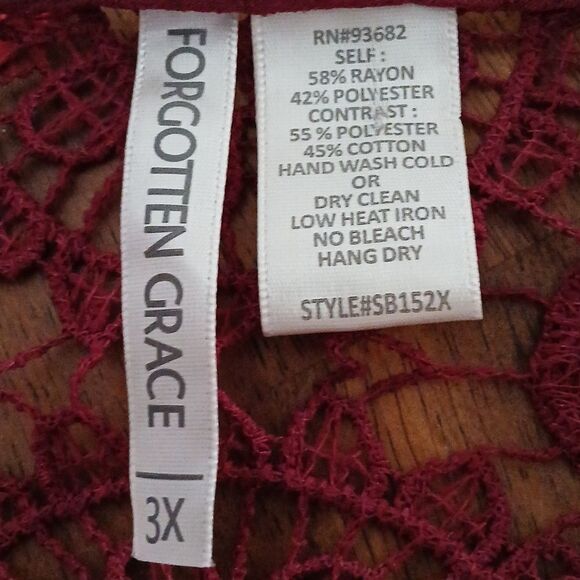 FORGOTTEN GRACE | 3X
RN#93682
SELF :
58% RAYON
42% POLYESTER
CONTRAST :
55 % POLYESTER
45% COTTON
HAND WASH COLD
OR
DRY CLEAN
LOW HEAT IRON
NO BLEACH
HANG DRY
STYLE#SB152X